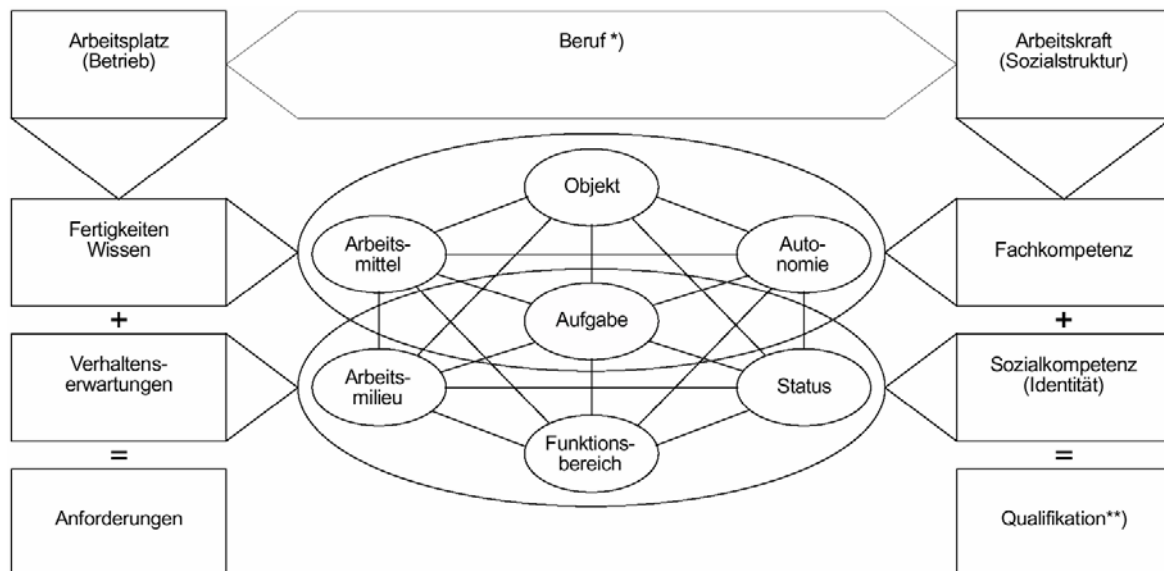 Arbeitsplatz
(Betrieb)
Beruf *)
Arbeitskraft
(Sozialstruktur)
Objekt
Fertigkeiten
Wissen
Arbeits-
mittel
Auto-
nomie
Fachkompetenz
+
Aufgabe
+
Verhaltens-
erwartungen
Arbeits-
milieu
Status
Sozialkompetenz
(Identität)
Funktions-
bereich
=
=
Anforderungen
Qualifikation**)